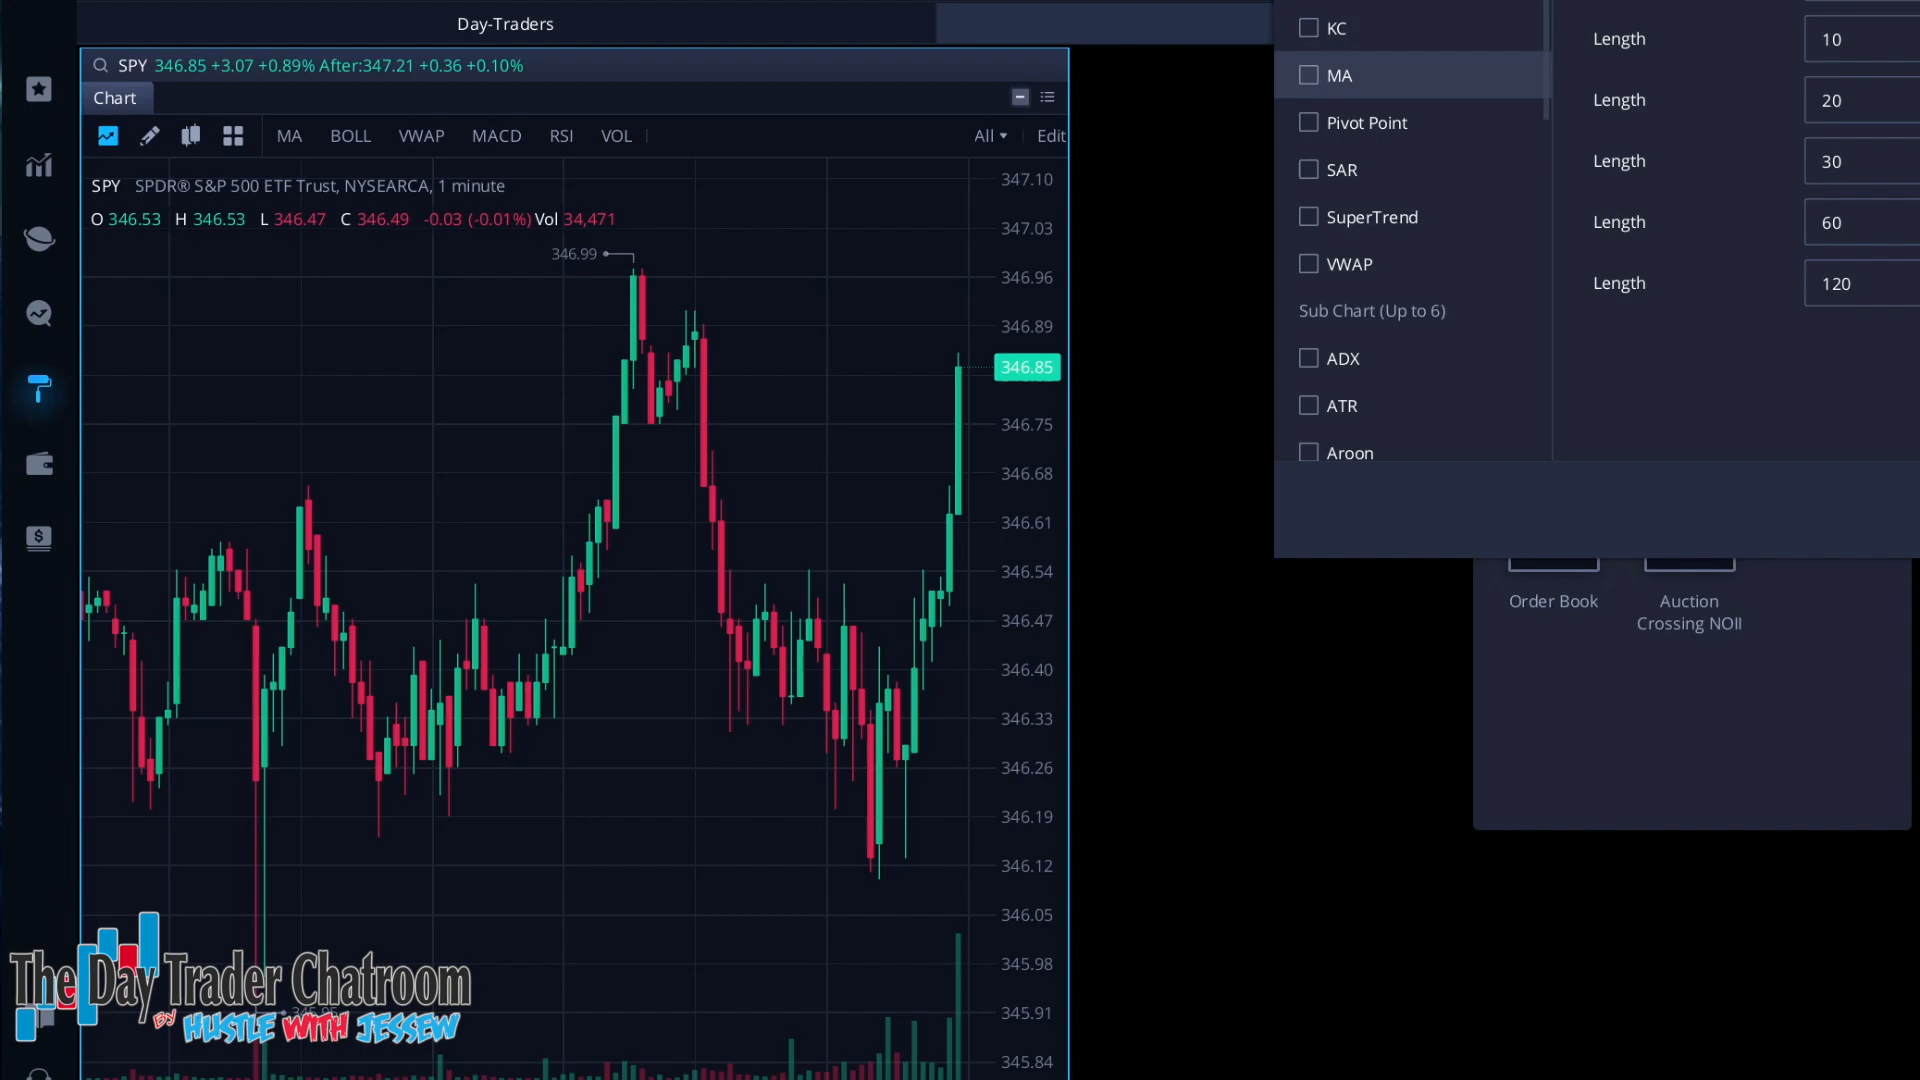 Day-Traders
SPY 346.85 +3.07 +0.89% After:347.21 +0.36 +0.10%
Chart
MA BOLL VWAP MACD RSI VOL All Edit
SPY SPDR® S&P 500 ETF Trust, NYSEARCA, 1 minute
O 346.53 H 346.53 L 346.47 C 346.49 -0.03 (-0.01%) Vol 34,471
346.99
347.10
347.03
346.96
346.89
346.85
346.75
346.68
346.61
346.54
346.47
346.40
346.33
346.26
346.19
346.12
346.05
345.98
345.91
345.84
KC
MA
Pivot Point
SAR
SuperTrend
VWAP
Sub Chart (Up to 6)
ADX
ATR
Aroon
Length 10
Length 20
Length 30
Length 60
Length 120
Order Book
Auction
Crossing NOII
The Day Trader Chatroom
BY HUSTLE WITH JESSEW